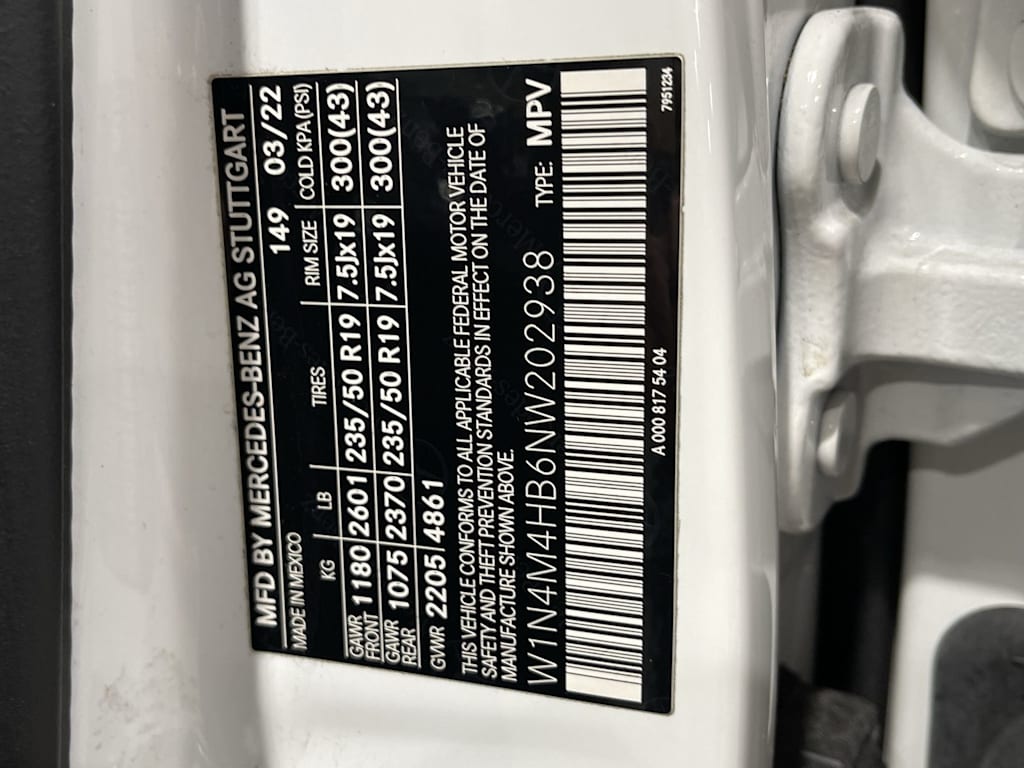 MFD BY MERCEDES-BENZ AG STUTTGART
MADE IN MEXICO 149 03/22
KG LB TIRES RIM SIZE COLD KPA (PSI)
GAWR FRONT 1180 2601 235/50 R19 7.5Jx19 300(43)
GAWR REAR 1075 2370 235/50 R19 7.5Jx19 300(43)
GVWR 2205 4861
THIS VEHICLE CONFORMS TO ALL APPLICABLE FEDERAL MOTOR VEHICLE
SAFETY AND THEFT PREVENTION STANDARDS IN EFFECT ON THE DATE OF
MANUFACTURE SHOWN ABOVE.
W1N4M4HB6NW202938 TYPE: MPV
A 000 817 54 04 7951234